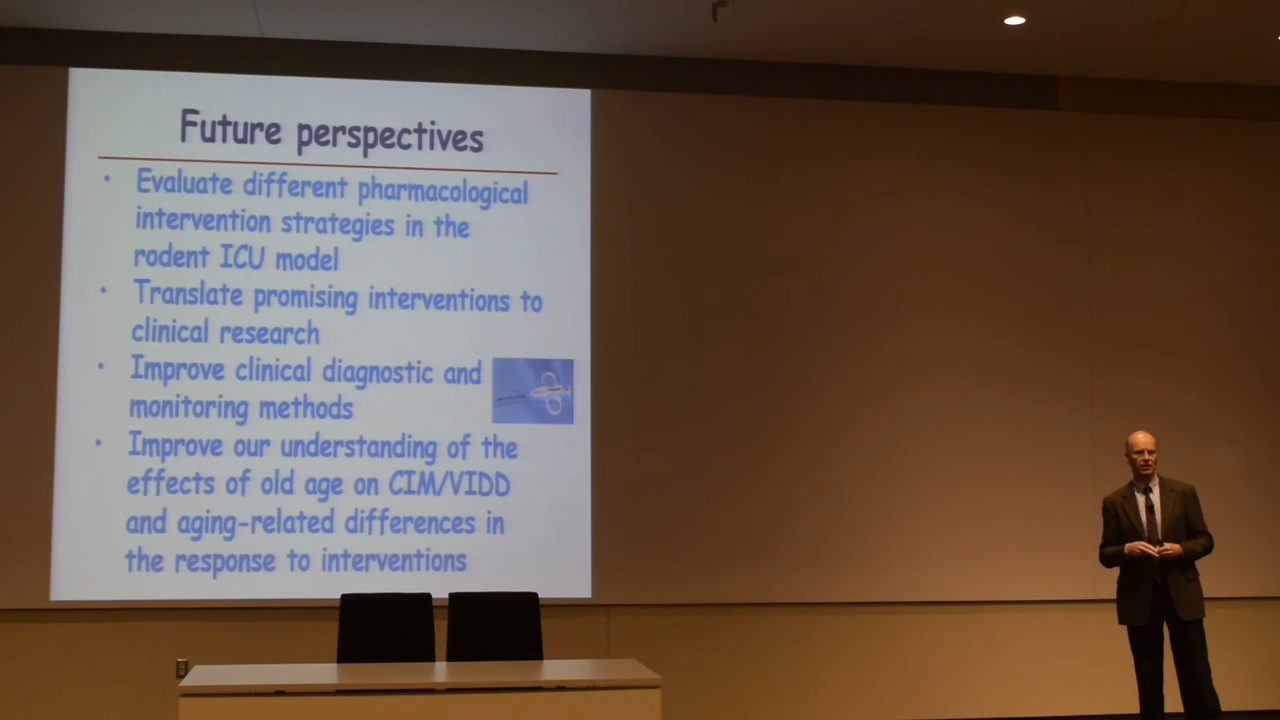 Future perspectives
• Evaluate different pharmacological
intervention strategies in the
rodent ICU model
• Translate promising interventions to
clinical research
• Improve clinical diagnostic and
monitoring methods
• Improve our understanding of the
effects of old age on CIM/VIDD
and aging-related differences in
the response to interventions